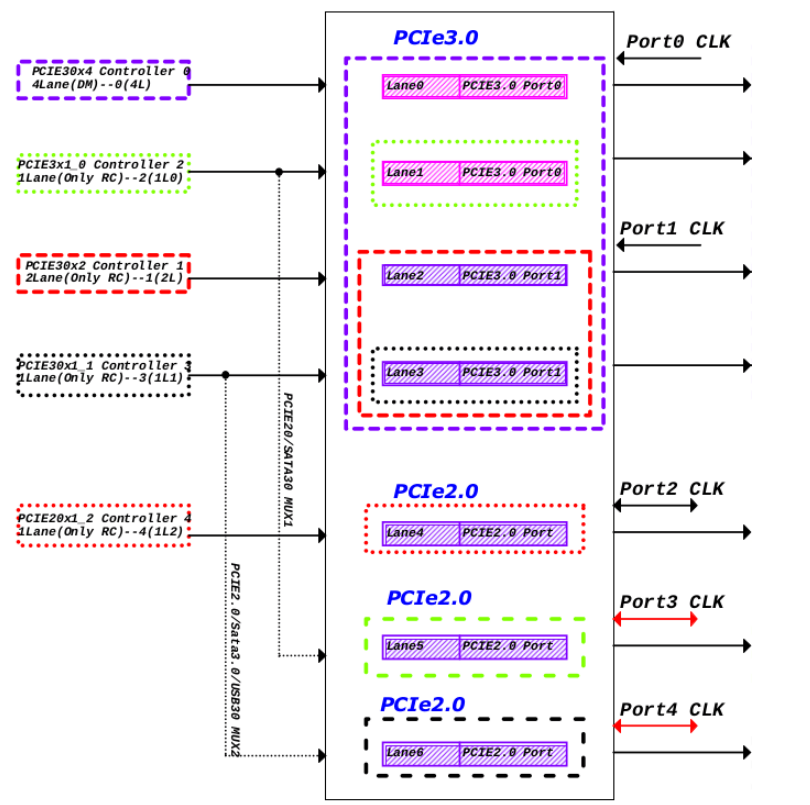 PCIe3.0
Port0 CLK
PCIE30x4 Controller 0
4Lane(DM)--0(4L)
Lane0 PCIE3.0 Port0
PCIE3x1_0 Controller 2
1Lane(Only RC)--2(1L0)
Lane1 PCIE3.0 Port0
Port1 CLK
PCIE30x2 Controller 1
2Lane(Only RC)--1(2L)
Lane2 PCIE3.0 Port1
PCIE30x1_1 Controller 3
1Lane(Only RC)--3(1L1)
Lane3 PCIE3.0 Port1
PCIE20/SATA30 MUX1
PCIe2.0
Port2 CLK
PCIE20x1_2 Controller 4
1Lane(Only RC)--4(1L2)
Lane4 PCIE2.0 Port
PCIE2.0/Sata3.0/USB30 MUX2
PCIe2.0
Port3 CLK
Lane5 PCIE2.0 Port
PCIe2.0
Port4 CLK
Lane6 PCIE2.0 Port